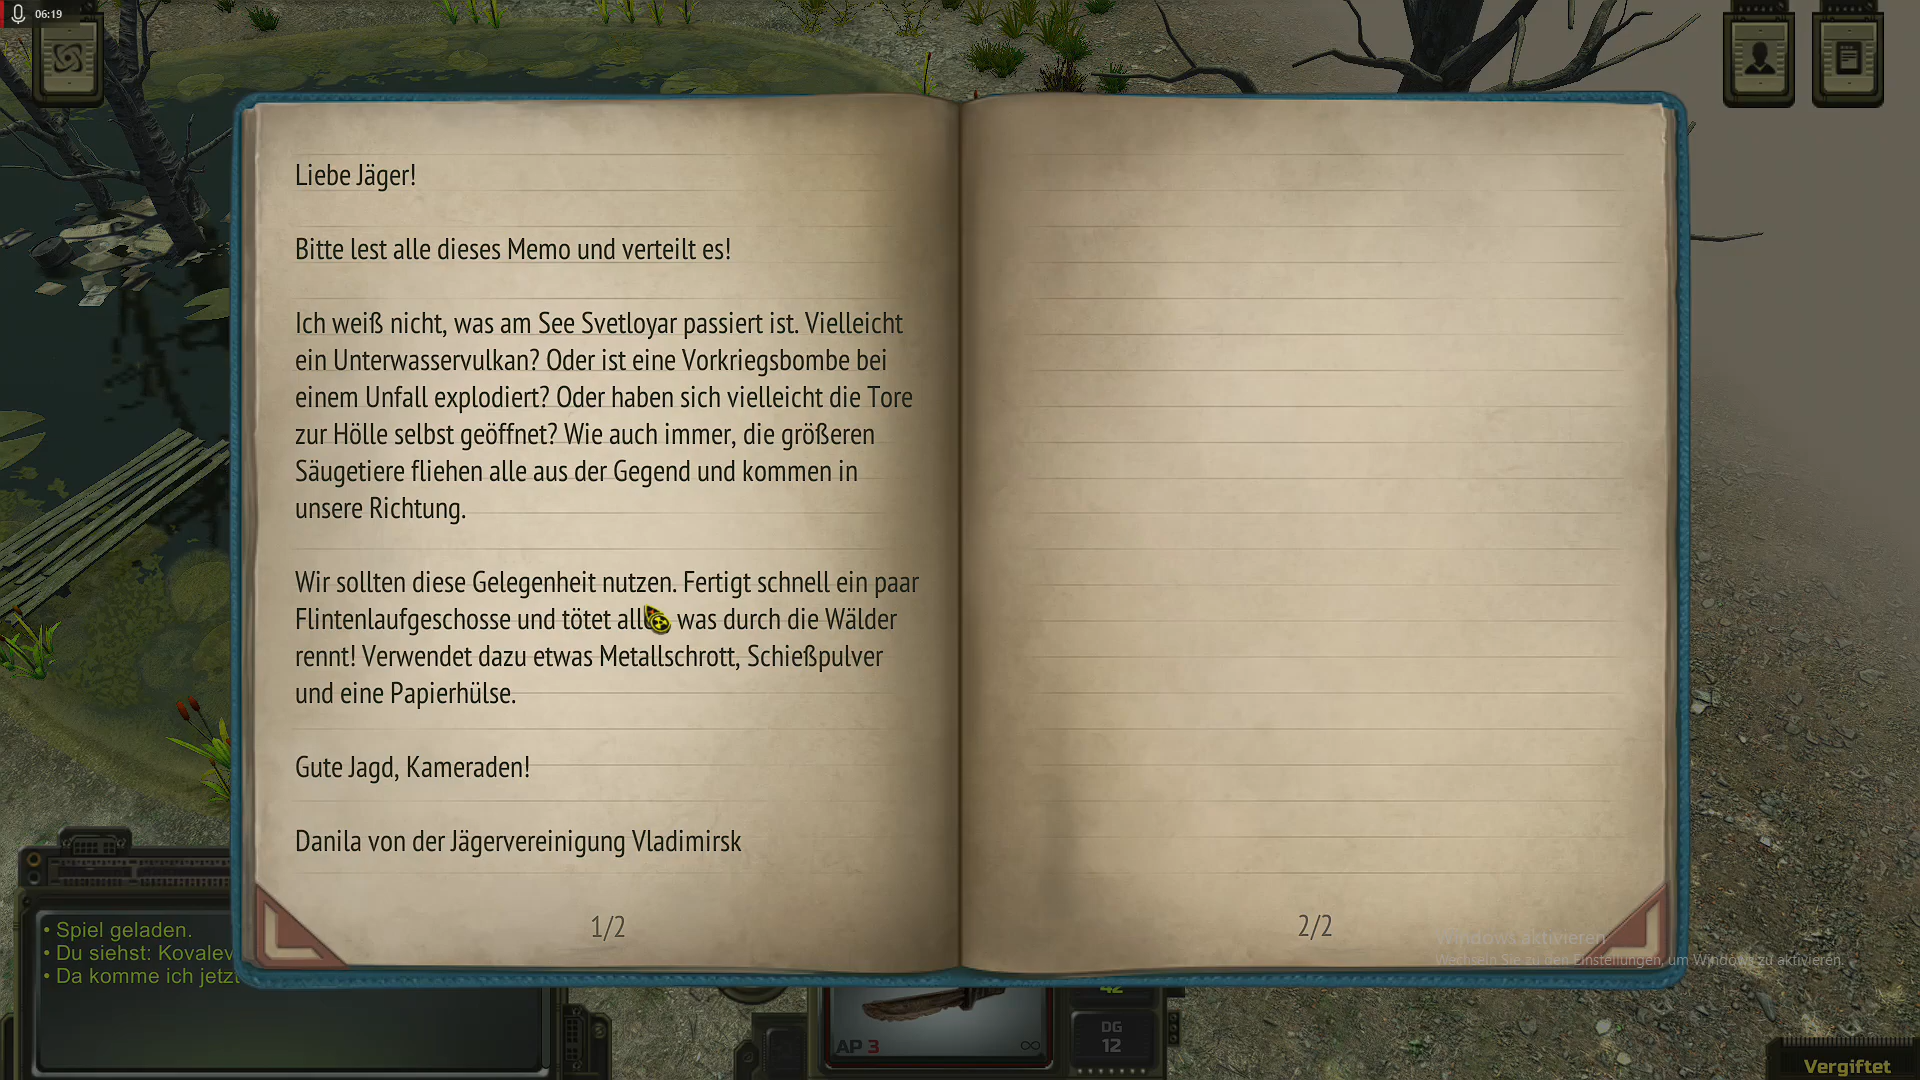 06:19
Liebe Jäger!
Bitte lest alle dieses Memo und verteilt es!
Ich weiß nicht, was am See Svetloyar passiert ist. Vielleicht
ein Unterwasservulkan? Oder ist eine Vorkriegsbombe bei
einem Unfall explodiert? Oder haben sich vielleicht die Tore
zur Hölle selbst geöffnet? Wie auch immer, die größeren
Säugetiere fliehen alle aus der Gegend und kommen in
unsere Richtung.
Wir sollten diese Gelegenheit nutzen. Fertigt schnell ein paar
Flintenlaufgeschosse und tötet all was durch die Wälder
rennt! Verwendet dazu etwas Metallschrott, Schießpulver
und eine Papierhülse.
Gute Jagd, Kameraden!
Danila von der Jägervereinigung Vladimirsk
1/2
2/2
Windows aktivieren
Wechseln Sie zu den Einstellungen, um Windows zu aktivieren.
• Spiel geladen.
• Du siehst: Kovalev
• Da komme ich jetzt
AP 3
42
DG
12
Vergiftet